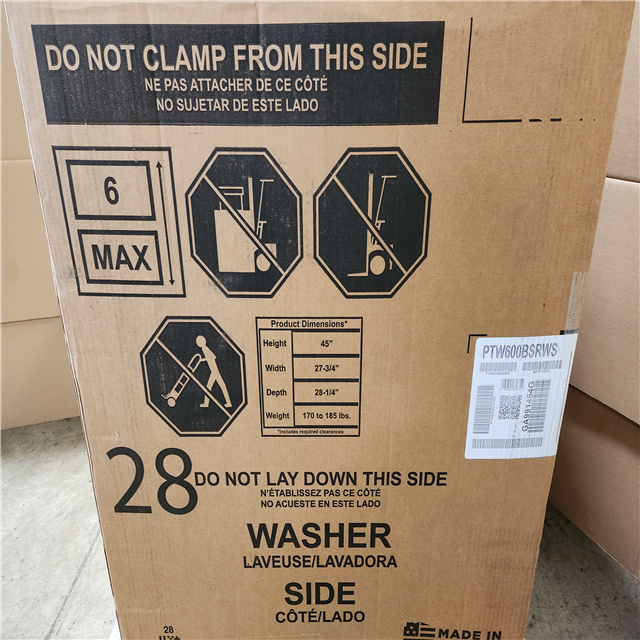 DO NOT CLAMP FROM THIS SIDE
NE PAS ATTACHER DE CE CÔTÉ
NO SUJETAR DE ESTE LADO
6
MAX
Product Dimensions*
Height 45"
Width 27-3/4"
Depth 28-1/4"
Weight 170 to 185 lbs.
*Includes required clearances
PTW600BSRWS
GA991454G
28
DO NOT LAY DOWN THIS SIDE
N'ÉTABLISSEZ PAS CE CÔTÉ
NO ACUESTE EN ESTE LADO
WASHER
LAVEUSE/LAVADORA
SIDE
CÔTÉ/LADO
28
MADE IN